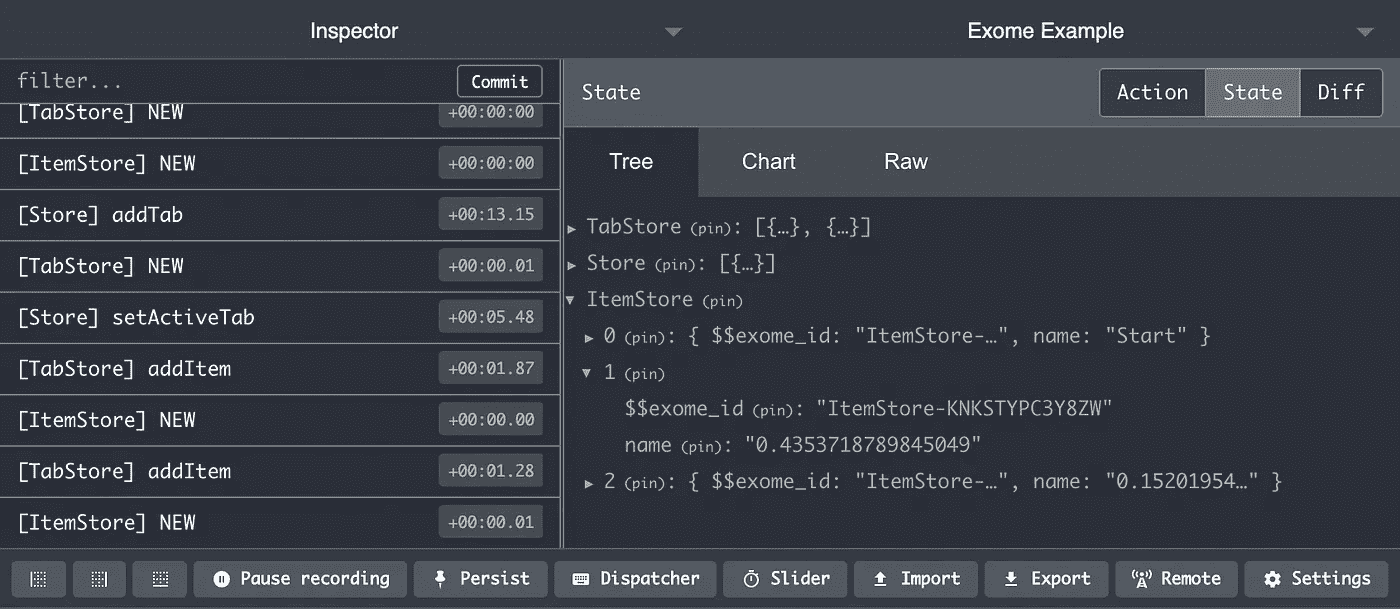 Inspector
Exome Example
filter...
Commit
[TabStore] NEW +00:00:00
[ItemStore] NEW +00:00:00
[Store] addTab +00:13.15
[TabStore] NEW +00:00.01
[Store] setActiveTab +00:05.48
[TabStore] addItem +00:01.87
[ItemStore] NEW +00:00.00
[TabStore] addItem +00:01.28
[ItemStore] NEW +00:00.01
State
Action State Diff
Tree Chart Raw
TabStore (pin): [{…}, {…}]
Store (pin): [{…}]
ItemStore (pin)
0 (pin): { $$exome_id: "ItemStore-…", name: "Start" }
1 (pin)
$$exome_id (pin): "ItemStore-KNKSTYPC3Y8ZW"
name (pin): "0.4353718789845049"
2 (pin): { $$exome_id: "ItemStore-…", name: "0.15201954…" }
Pause recording Persist Dispatcher Slider Import Export Remote Settings